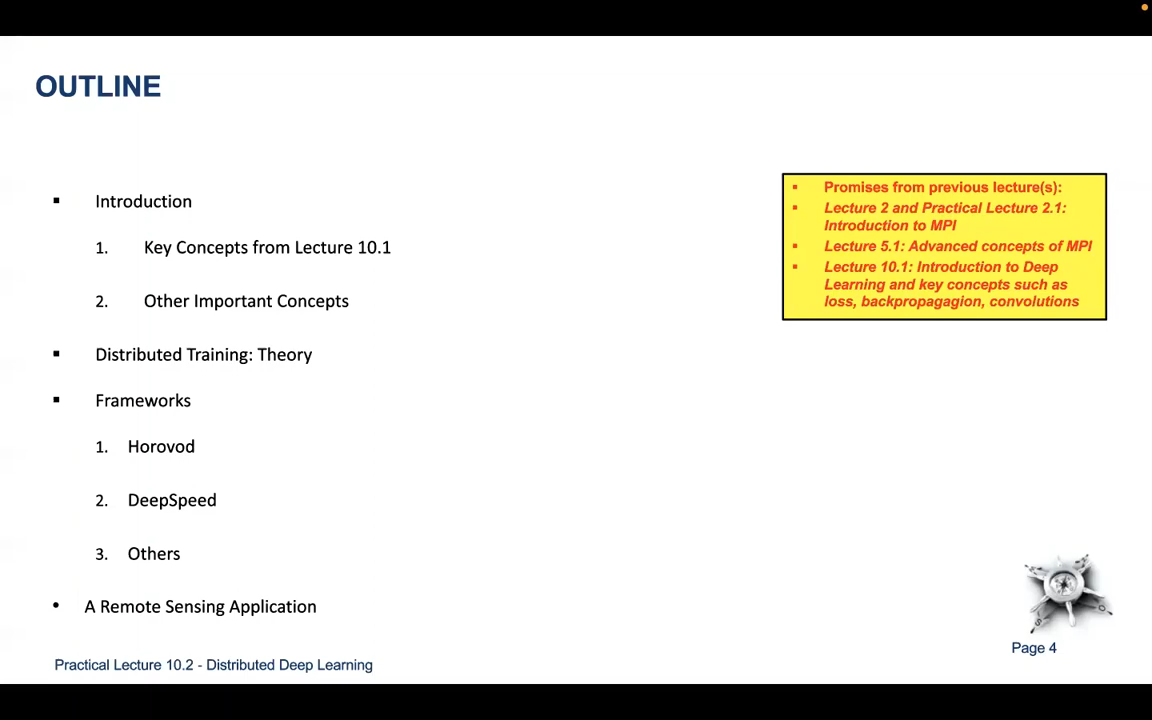 OUTLINE
▪ Introduction
1. Key Concepts from Lecture 10.1
2. Other Important Concepts
▪ Distributed Training: Theory
▪ Frameworks
1. Horovod
2. DeepSpeed
3. Others
• A Remote Sensing Application
▪ Promises from previous lecture(s):
▪ Lecture 2 and Practical Lecture 2.1:
Introduction to MPI
▪ Lecture 5.1: Advanced concepts of MPI
▪ Lecture 10.1: Introduction to Deep
Learning and key concepts such as
loss, backpropagagion, convolutions
Page 4
Practical Lecture 10.2 - Distributed Deep Learning